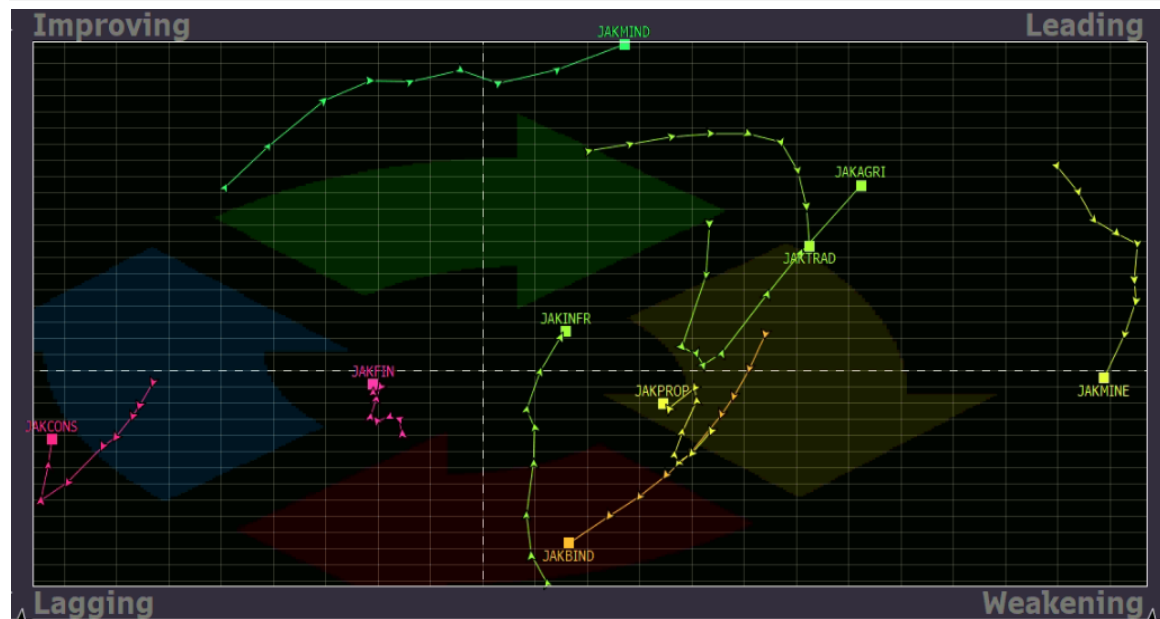 Improving
Leading
JAKMIND
JAKAGRI
JAKTRAD
JAKINFR
JAKFIN
JAKPROP
JAKMINE
JAKCONS
JAKBIND
Lagging
Weakening